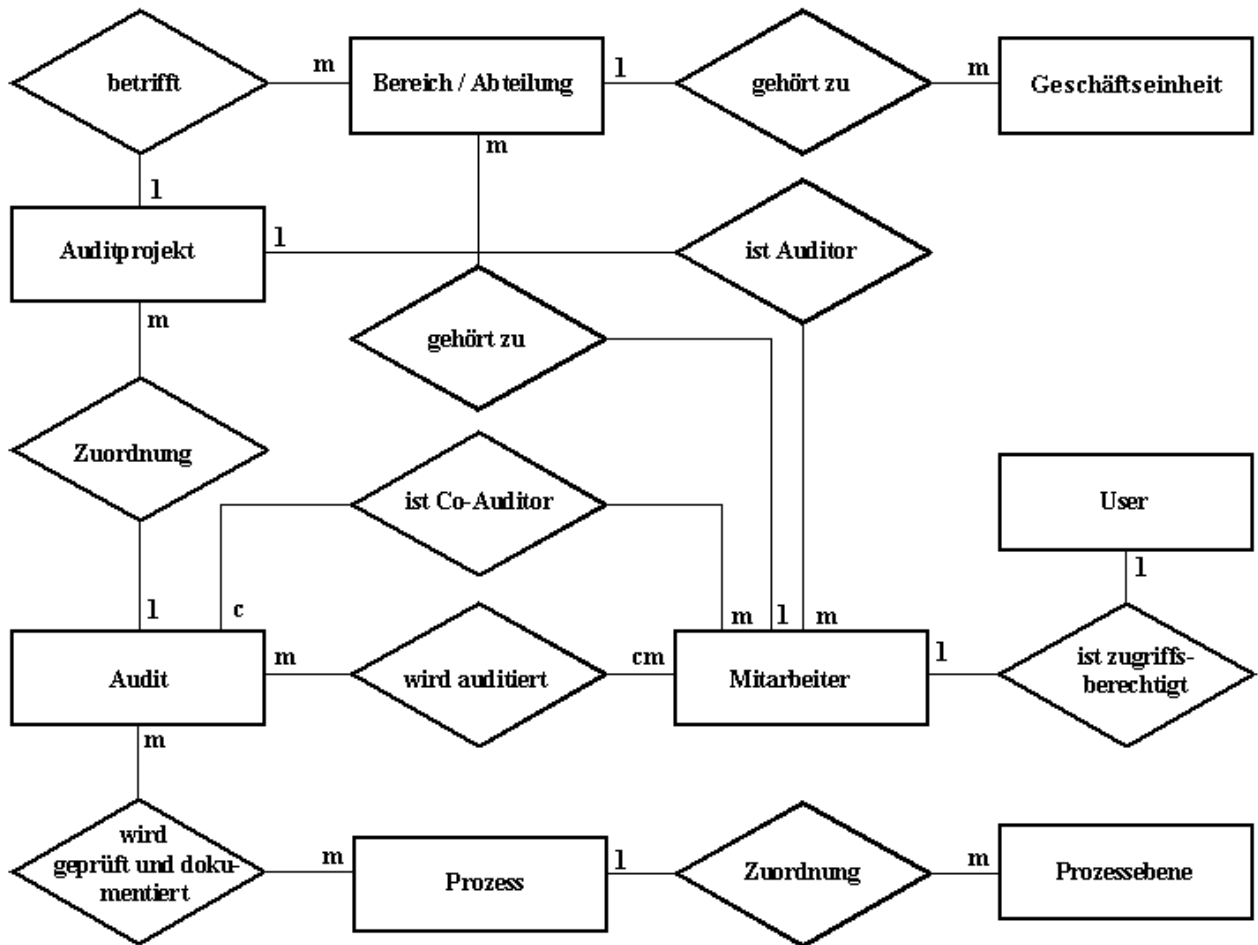 betrifft
m
Bereich / Abteilung
1
gehört zu
m
Geschäftseinheit
1
m
Auditprojekt
1
ist Auditor
m
gehört zu
Zuordnung
ist Co-Auditor
User
1
1
c
m
1
m
Audit
m
wird auditiert
cm
Mitarbeiter
1
ist zugriffs-
berechtigt
m
wird
geprüft und doku-
mentiert
m
Prozess
1
Zuordnung
m
Prozessebene